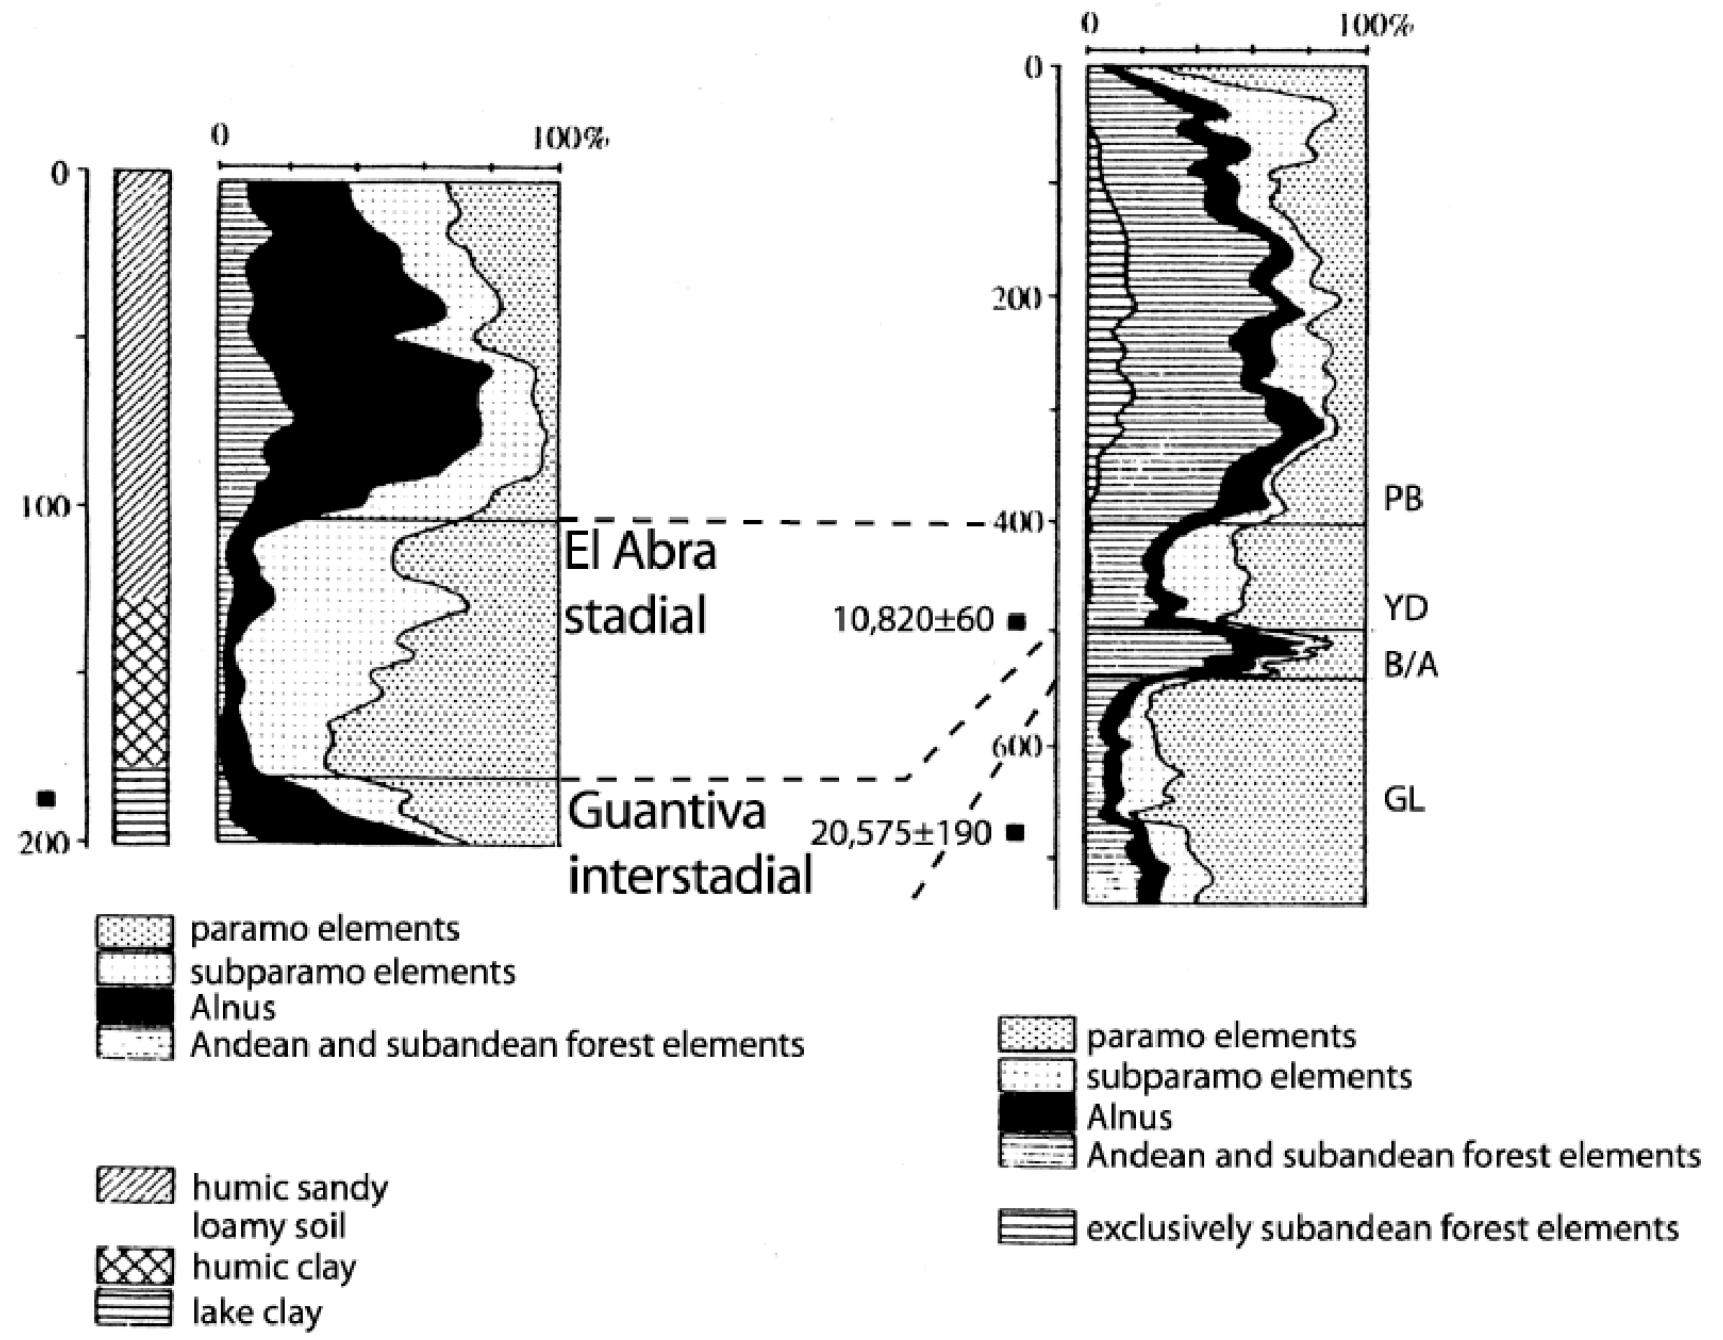 0 100%
0
100
200
El Abra
stadial
Guantiva
interstadial
paramo elements
subparamo elements
Alnus
Andean and subandean forest elements
humic sandy
loamy soil
humic clay
lake clay
0 100%
0
200
400
600
10,820±60
20,575±190
PB
YD
B/A
GL
paramo elements
subparamo elements
Alnus
Andean and subandean forest elements
exclusively subandean forest elements